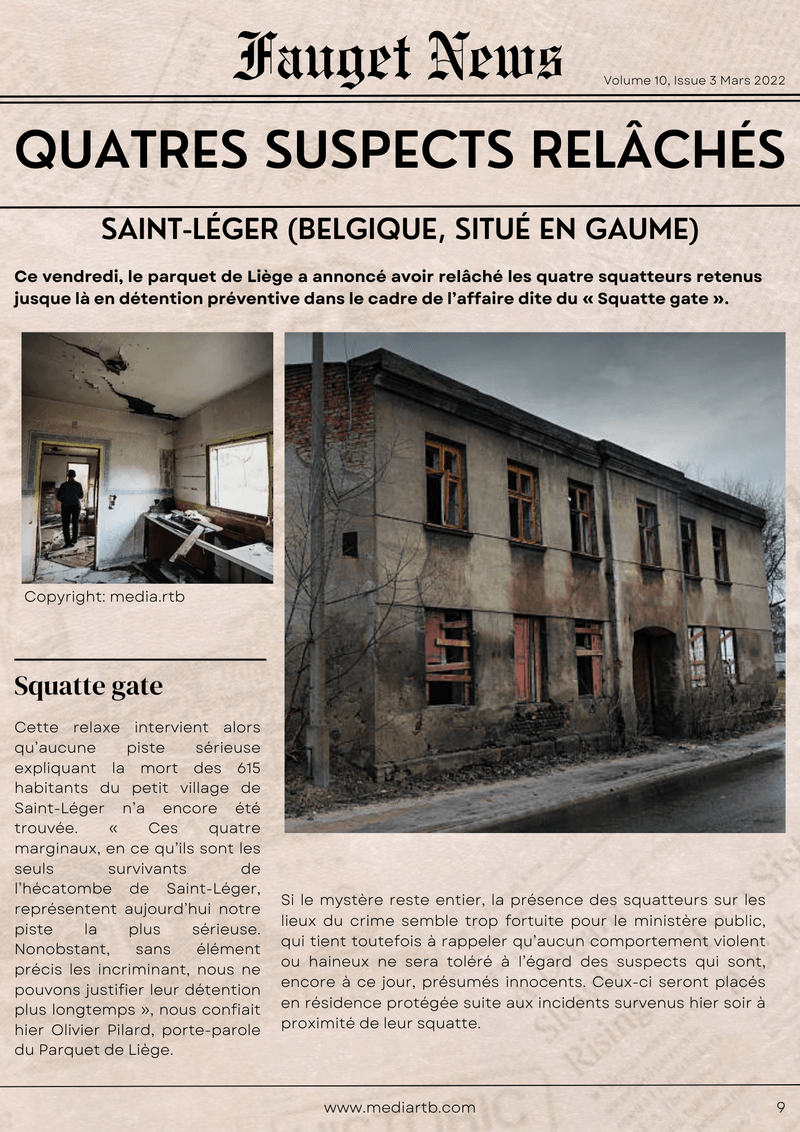 Fauget News
Volume 10, Issue 3 Mars 2022
QUATRES SUSPECTS RELÂCHÉS
SAINT-LÉGER (BELGIQUE, SITUÉ EN GAUME)
Ce vendredi, le parquet de Liège a annoncé avoir relâché les quatre squatteurs retenus
jusque là en détention préventive dans le cadre de l'affaire dite du « Squatte gate ».
Copyright: media.rtb
Squatte gate
Cette relaxe intervient alors
qu'aucune piste sérieuse
expliquant la mort des 615
habitants du petit village de
Saint-Léger n'a encore été
trouvée. « Ces quatre
marginaux, en ce qu'ils sont les
seuls survivants de
l'hécatombe de Saint-Léger,
représentent aujourd'hui notre
piste la plus sérieuse.
Nonobstant, sans élément
précis les incriminant, nous ne
pouvons justifier leur détention
plus longtemps », nous confiait
hier Olivier Pilard, porte-parole
du Parquet de Liège.
Si le mystère reste entier, la présence des squatteurs sur les
lieux du crime semble trop fortuite pour le ministère public,
qui tient toutefois à rappeler qu'aucun comportement violent
ou haineux ne sera toléré à l'égard des suspects qui sont,
encore à ce jour, présumés innocents. Ceux-ci seront placés
en résidence protégée suite aux incidents survenus hier soir à
proximité de leur squatte.
www.mediartb.com
9